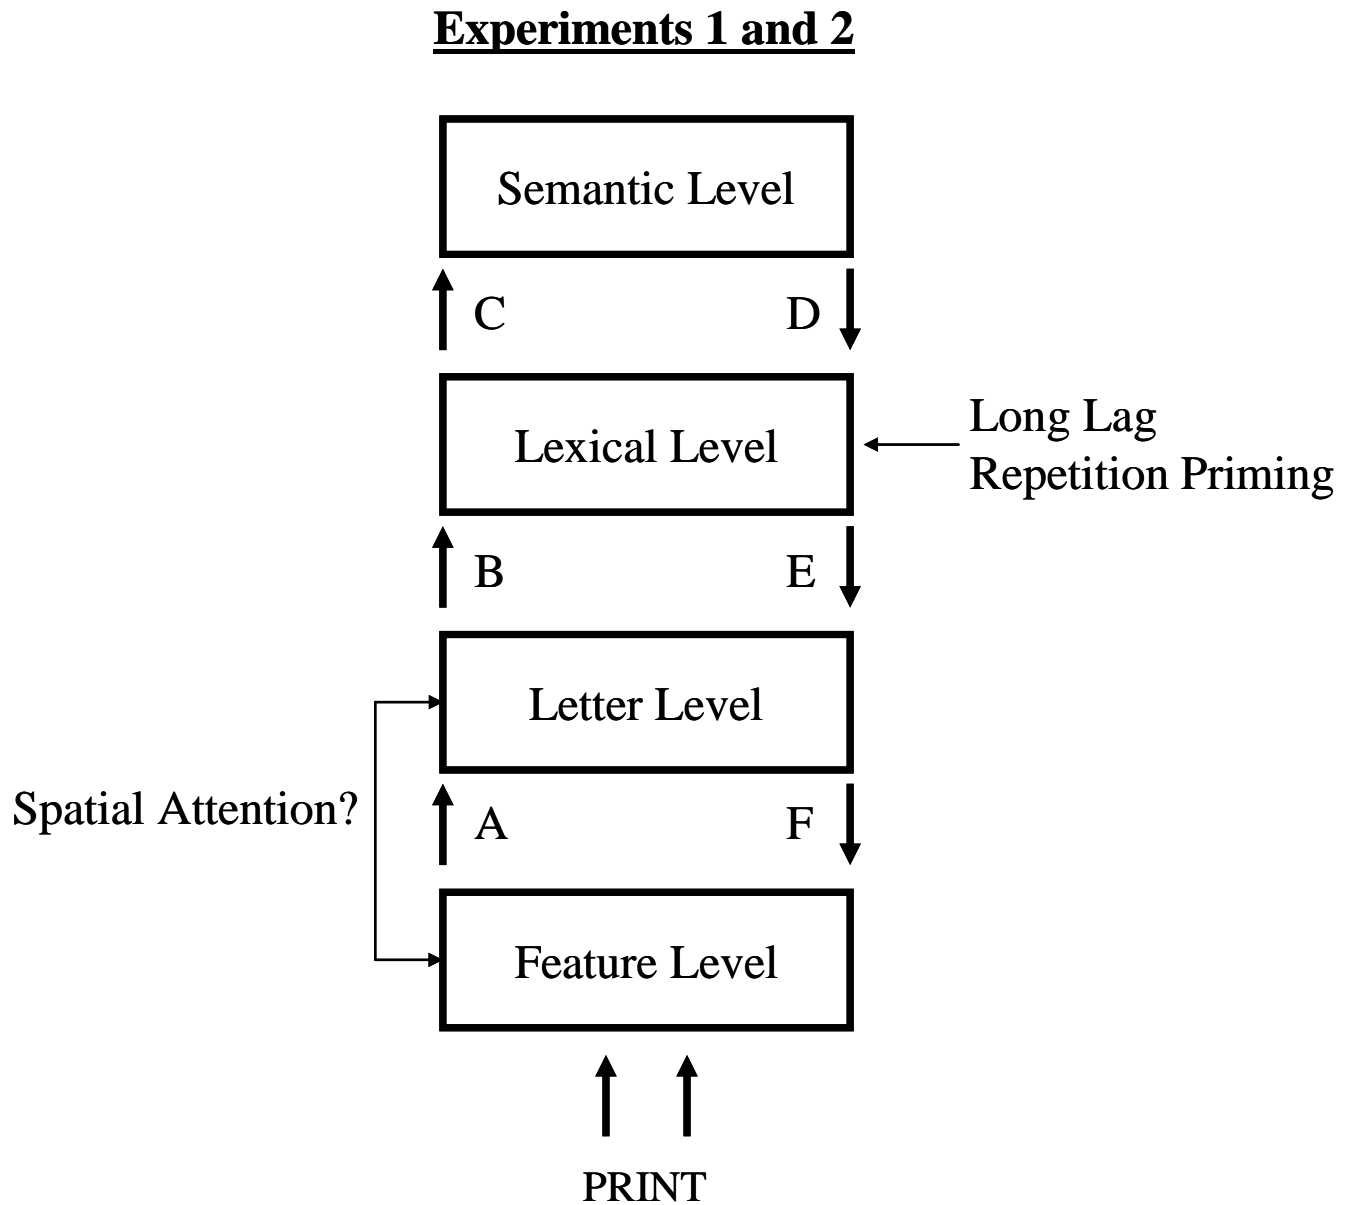 Experiments 1 and 2
Semantic Level
C
D
Lexical Level
Long Lag
Repetition Priming
B
E
Letter Level
Spatial Attention?
A
F
Feature Level
PRINT